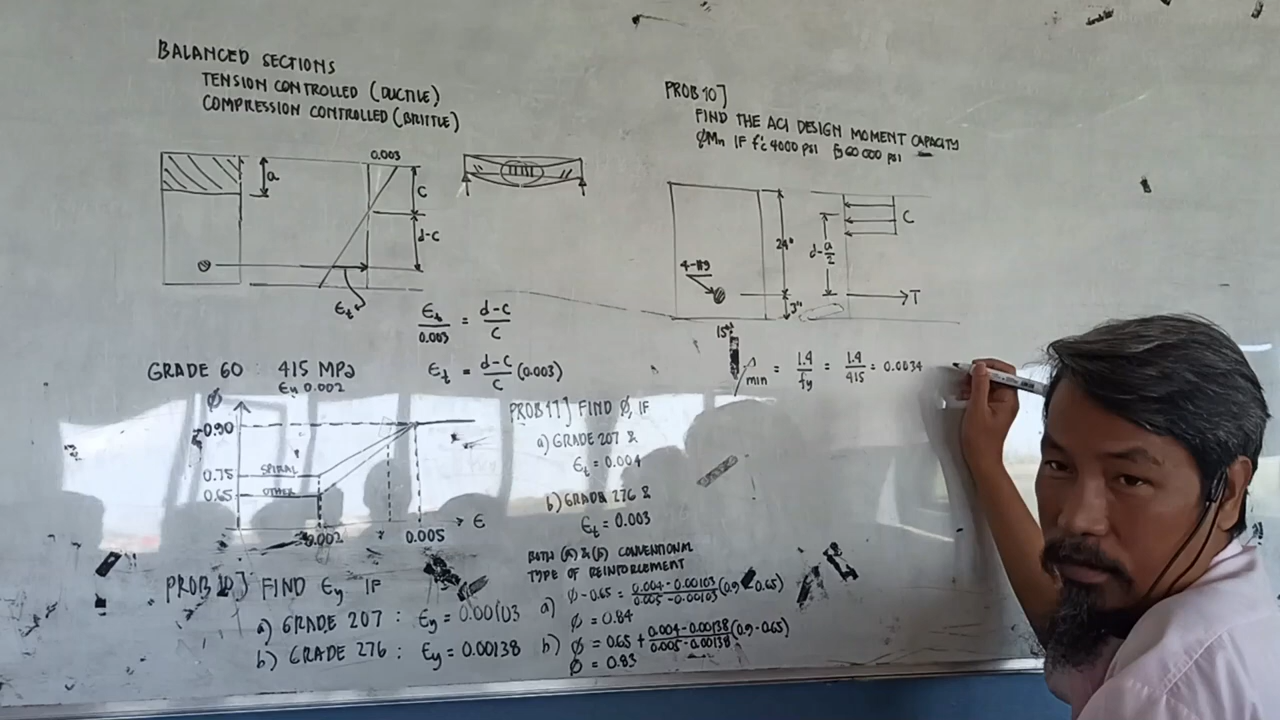 BALANCED SECTIONS
TENSION CONTROLLED (DUCTILE)
COMPRESSION CONTROLLED (BRITTLE)
a
0.003
c
d-c
ϵt
ϵt/0.003 = (d-c)/c
ϵt = (d-c)/c (0.003)
GRADE 60 : 415 MPa
ϵy 0.002
ϕ
0.90
0.75
SPIRAL
0.65
OTHER
0.002
0.005
ϵ
PROB 10] FIND ϵy IF
a) GRADE 207 : ϵy = 0.00103
b) GRADE 276 : ϵy = 0.00138
PROB 11] FIND ϕ, IF
a) GRADE 207 &
ϵt = 0.004
b) GRADE 276 &
ϵt = 0.003
BOTH (a) & (b) CONVENTIONAL
TYPE OF REINFORCEMENT
a) ϕ - 0.65 = (0.004 - 0.00103)/(0.005 - 0.00103) (0.9 - 0.65)
ϕ = 0.84
b) ϕ = 0.65 + (0.004 - 0.00138)/(0.005 - 0.00138) (0.9 - 0.65)
ϕ = 0.83
PROB 10]
FIND THE ACI DESIGN MOMENT CAPACITY
ϕMn IF f'c 4000 psi fy 60 000 psi
4-#9
24"
3"
15"
d-a/2
C
T
ρmin = 1.4/fy = 1.4/415 = 0.0034